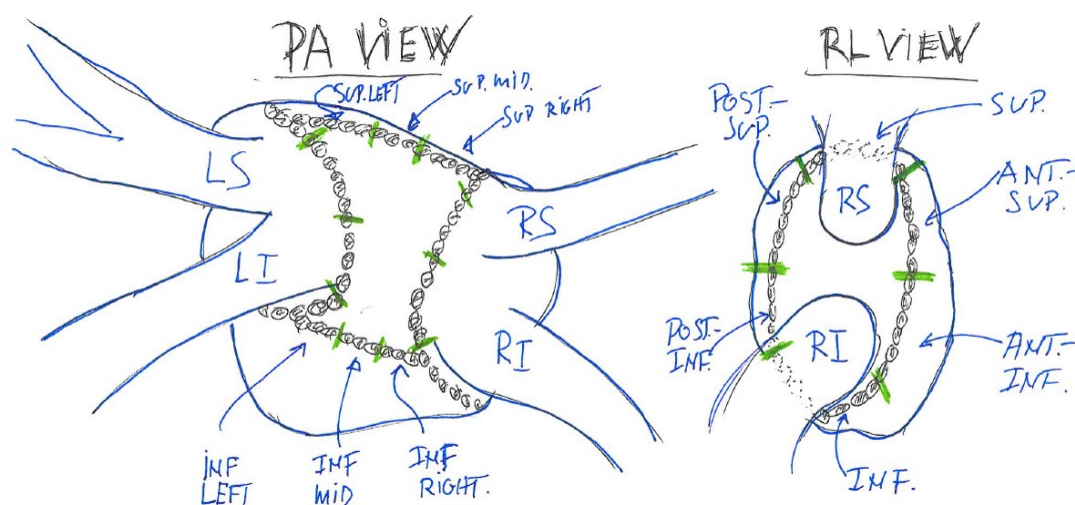 PA VIEW
SUP. LEFT
SUP. MID.
SUP RIGHT
LS
LI
RS
RI
INF
LEFT
INF
MID
INF
RIGHT.
RL VIEW
POST-
SUP.
SUP.
ANT.-
SUP.
RS
POST-
INF.
RI
ANT.-
INF.
INF.